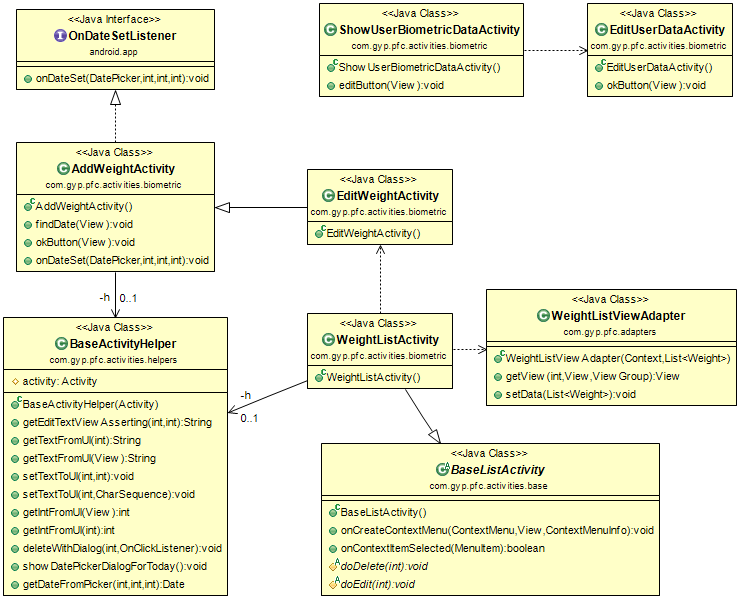 <<Java Interface>>
OnDateSetListener
android.app
onDateSet(DatePicker,int,int,int):void
<<Java Class>>
ShowUserBiometricDataActivity
com.gyp.pfc.activities.biometric
ShowUserBiometricDataActivity()
editButton(View):void
<<Java Class>>
EditUserDataActivity
com.gyp.pfc.activities.biometric
EditUserDataActivity()
okButton(View):void
<<Java Class>>
AddWeightActivity
com.gyp.pfc.activities.biometric
AddWeightActivity()
findDate(View):void
okButton(View):void
onDateSet(DatePicker,int,int,int):void
<<Java Class>>
EditWeightActivity
com.gyp.pfc.activities.biometric
EditWeightActivity()
-h
0..1
<<Java Class>>
BaseActivityHelper
com.gyp.pfc.activities.helpers
activity: Activity
BaseActivityHelper(Activity)
getEditTextViewAsserting(int,int):String
getTextFromUI(int):String
getTextFromUI(View):String
setTextToUI(int,int):void
setTextToUI(int,CharSequence):void
getIntFromUI(View):int
getIntFromUI(int):int
deleteWithDialog(int,OnClickListener):void
showDatePickerDialogForToday():void
getDateFromPicker(int,int,int):Date
<<Java Class>>
WeightListActivity
com.gyp.pfc.activities.biometric
WeightListActivity()
-h
0..1
<<Java Class>>
WeightListViewAdapter
com.gyp.pfc.adapters
WeightListViewAdapter(Context,List<Weight>)
getView(int,View,ViewGroup):View
setData(List<Weight>):void
<<Java Class>>
BaseListActivity
com.gyp.pfc.activities.base
BaseListActivity()
onCreateContextMenu(ContextMenu,View,ContextMenuInfo):void
onContextItemSelected(MenuItem):boolean
doDelete(int):void
doEdit(int):void